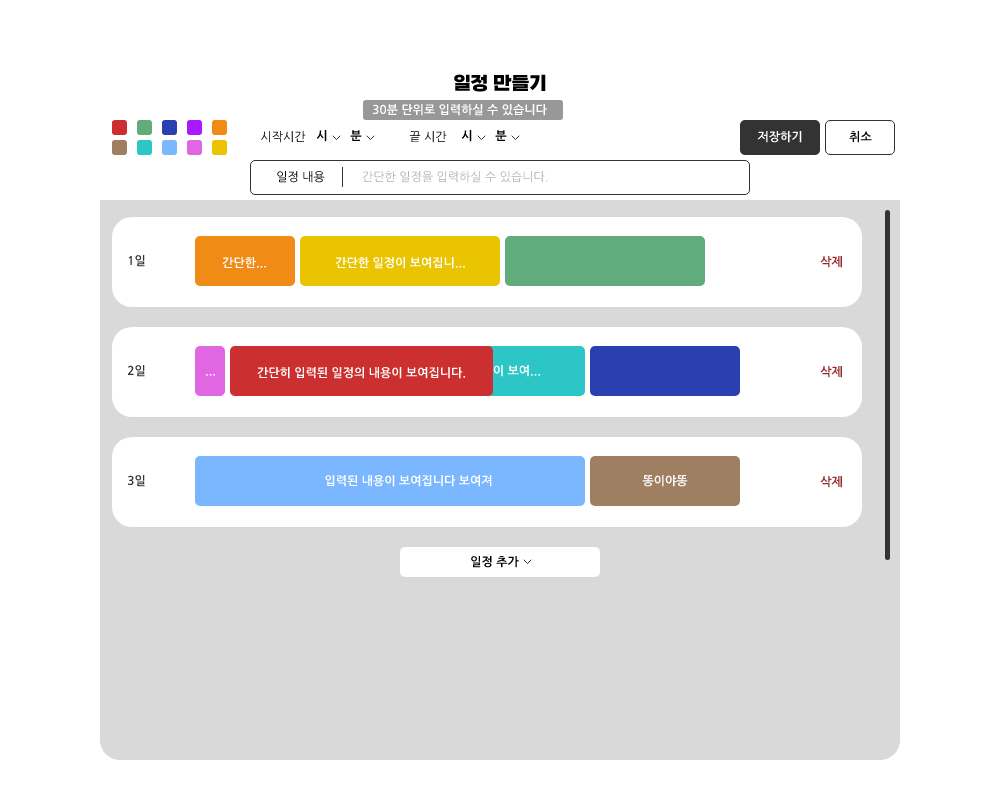 일정 만들기
30분 단위로 입력하실 수 있습니다
시작시간 시 분 끝 시간 시 분
저장하기 취소
일정 내용 간단한 일정을 입력하실 수 있습니다.
1일 간단한... 간단한 일정이 보여집니... 삭제
2일 ... 간단히 입력된 일정의 내용이 보여집니다. 이 보여... 삭제
3일 입력된 내용이 보여집니다 보여져 똥이야뚱 삭제
일정 추가